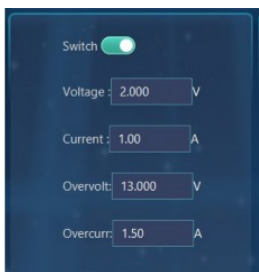 Switch
Voltage : 2.000 V
Current : 1.00 A
Overvolt: 13.000 V
Overcurr: 1.50 A